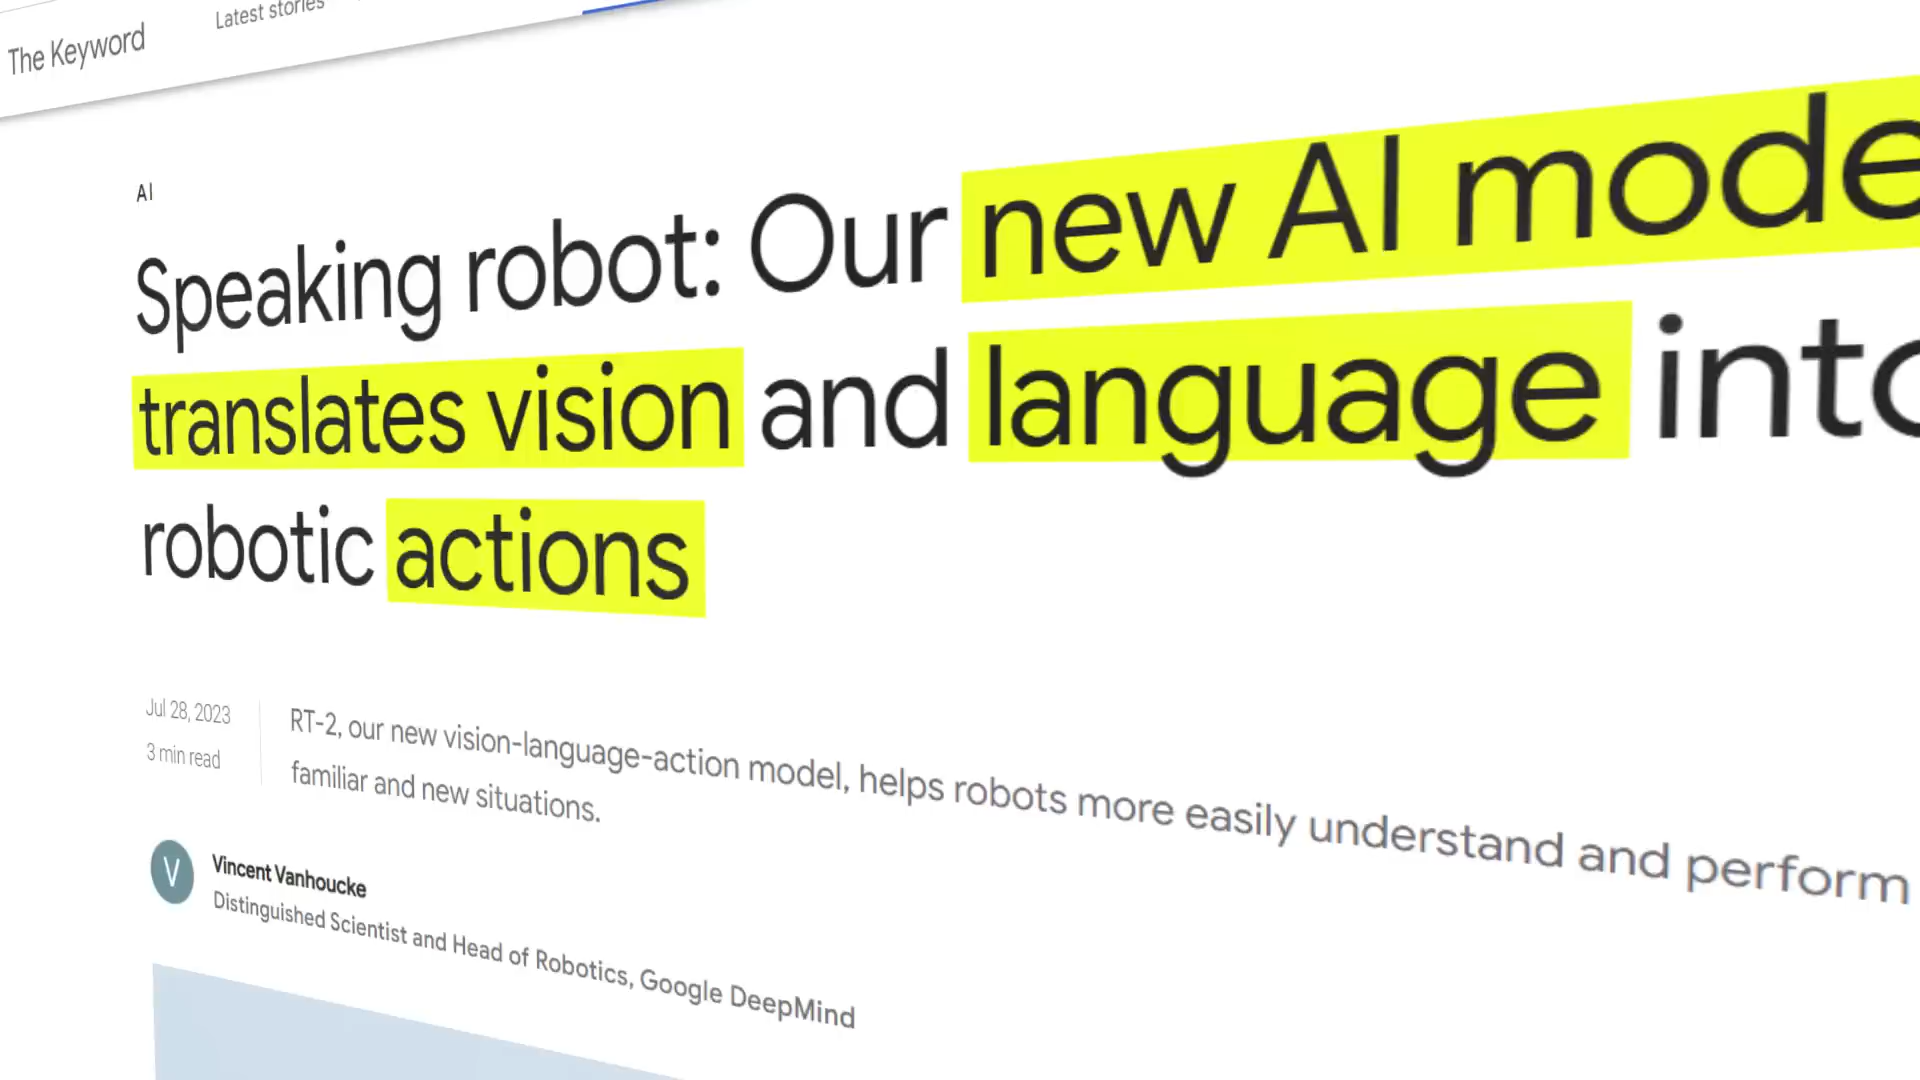 The Keyword
Latest stories
AI
Speaking robot: Our new AI mode
translates vision and language into
robotic actions
Jul 28, 2023
3 min read
RT-2, our new vision-language-action model, helps robots more easily understand and perform
familiar and new situations.
V
Vincent Vanhoucke
Distinguished Scientist and Head of Robotics, Google DeepMind